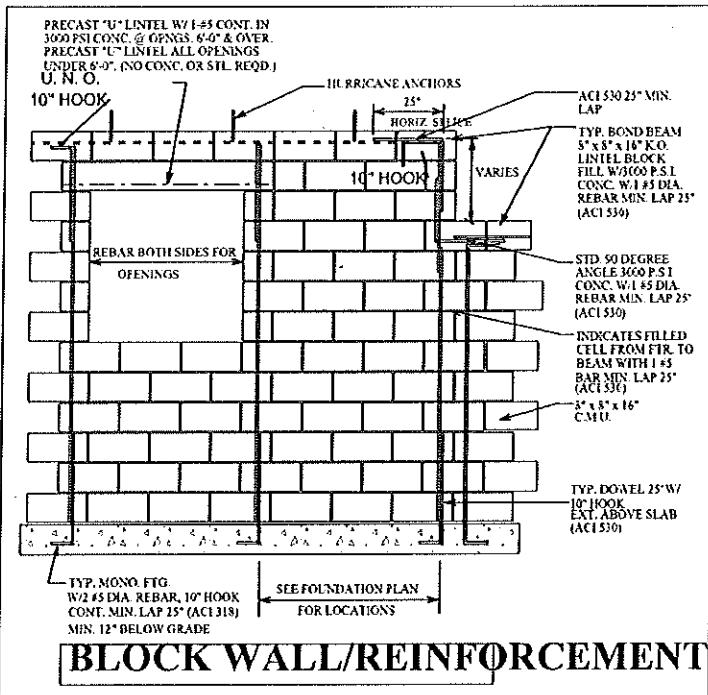 PRECAST "U" LINTEL W/ 1-#5 CONT. IN
3000 PSI CONC. @ OPNGS. 6'-0" & OVER.
PRECAST "U" LINTEL ALL OPENINGS
UNDER 6'-0". (NO CONC. OR STL. REQD.)
U. N. O.
10" HOOK
HURRICANE ANCHORS
25"
HORIZ. SPLICE
10" HOOK
ACI 530 25" MIN.
LAP
TYP. BOND BEAM
8" x 8" x 16" K.O.
LINTEL BLOCK
FILL W/3000 P.S.I.
CONC. W/1 #5 DIA.
REBAR MIN. LAP 25"
(ACI 530)
VARIES
REBAR BOTH SIDES FOR
OPENINGS
STD. 90 DEGREE
ANGLE 3000 P.S.I
CONC. W/1 #5 DIA.
REBAR MIN. LAP 25"
(ACI 530)
INDICATES FILLED
CELL FROM FTR. TO
BEAM WITH 1 #5
BAR MIN. LAP 25"
(ACI 530)
8" x 8" x 16"
C.M.U.
TYP. DOWEL 25" W/
10" HOOK
EXT. ABOVE SLAB
(ACI 530)
TYP. MONO. FTG.
W/2 #5 DIA. REBAR, 10" HOOK
CONT. MIN. LAP 25" (ACI 318)
MIN. 12" BELOW GRADE
SEE FOUNDATION PLAN
FOR LOCATIONS
BLOCK WALL/REINFORCEMENT